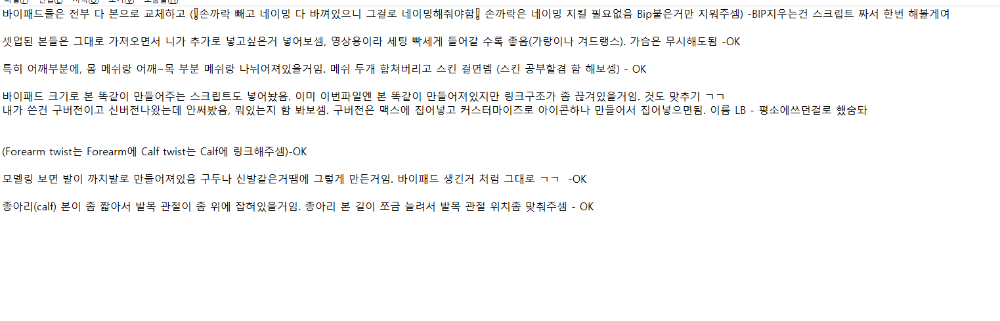 바이패드들은 전부 다 본으로 교체하고 (손까락 빼고 네이밍 다 바껴있으니 그걸로 네이밍해줘야함 손까락은 네이밍 지킬 필요없음 Bip붙은거만 지워주셈) -BIP지우는건 스크립트 짜서 한번 해볼게여
셋업된 본들은 그대로 가져오면서 니가 추가로 넣고싶은거 넣어보셈, 영상용이라 세팅 빡세게 들어갈 수록 좋음(가랑이나 겨드랭스). 가슴은 무시해도됨 -OK
특히 어깨부분에, 몸 메쉬랑 어깨~목 부분 메쉬랑 나뉘어져있을거임. 메쉬 두개 합쳐버리고 스킨 걸면뎀 (스킨 공부할겸 함 해보셍) - OK
바이패드 크기로 본 똑같이 만들어주는 스크립트도 넣어놨음. 이미 이번파일엔 본 똑같이 만들어져있지만 링크구조가 좀 끊겨있을거임. 것도 맞추기 ㄱㄱ
내가 쓴건 구버전이고 신버전나왔는데 안써봤음, 뭐있는지 함 봐보셈. 구버전은 맥스에 집어넣고 커스터마이즈로 아이콘하나 만들어서 집어넣으면됨. 이름 LB - 평소에쓰던걸로 했숨돠
(Forearm twist는 Forearm에 Calf twist는 Calf에 링크해주셈)-OK
모델링 보면 발이 까치발로 만들어져있음 구두나 신발같은거땜에 그렇게 만든거임. 바이패드 생긴거 처럼 그대로 ㄱㄱ -OK
종아리(calf) 본이 좀 짧아서 발목 관절이 좀 위에 잡혀있을거임. 종아리 본 길이 쪼금 늘려서 발목 관절 위치좀 맞춰주셈 - OK